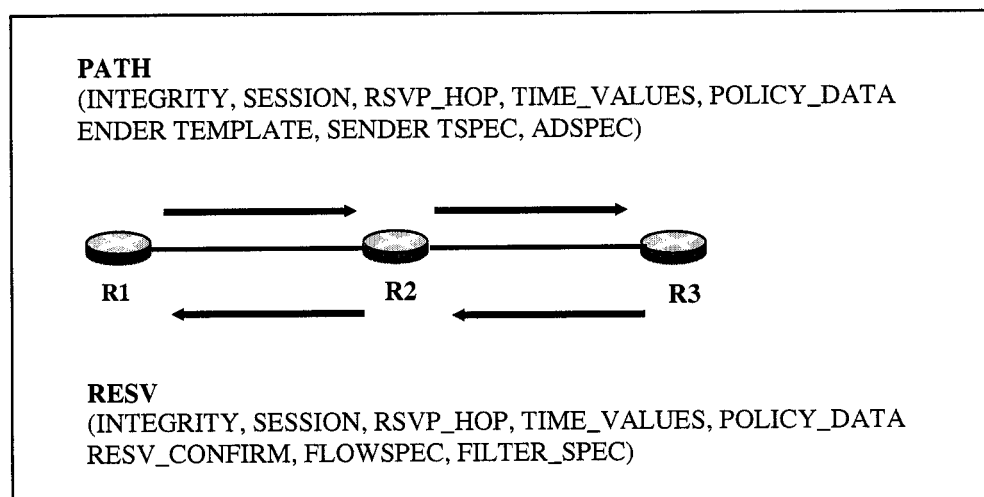 PATH
(INTEGRITY, SESSION, RSVP_HOP, TIME_VALUES, POLICY_DATA
ENDER TEMPLATE, SENDER TSPEC, ADSPEC)
R1 R2 R3
RESV
(INTEGRITY, SESSION, RSVP_HOP, TIME_VALUES, POLICY_DATA
RESV_CONFIRM, FLOWSPEC, FILTER_SPEC)